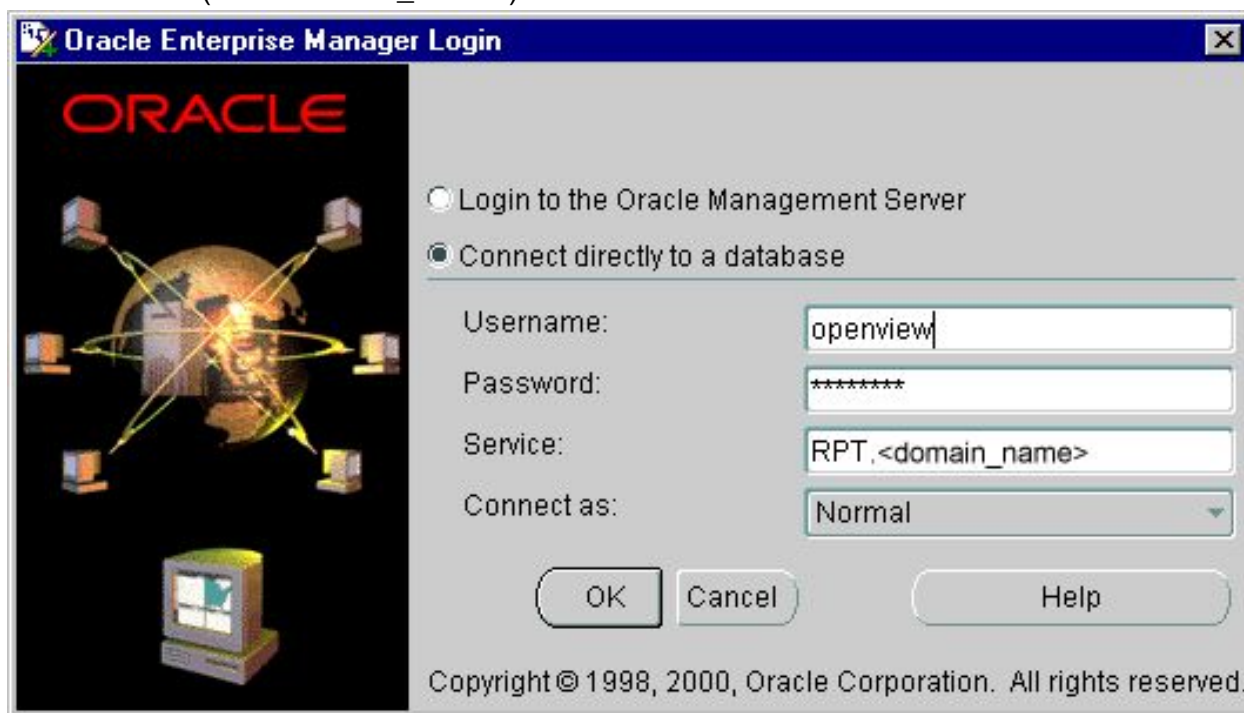 Oracle Enterprise Manager Login
ORACLE
Login to the Oracle Management Server
Connect directly to a database
Username: openview
Password: ********
Service: RPT.<domain_name>
Connect as: Normal
OK Cancel Help
Copyright © 1998, 2000, Oracle Corporation. All rights reserved.